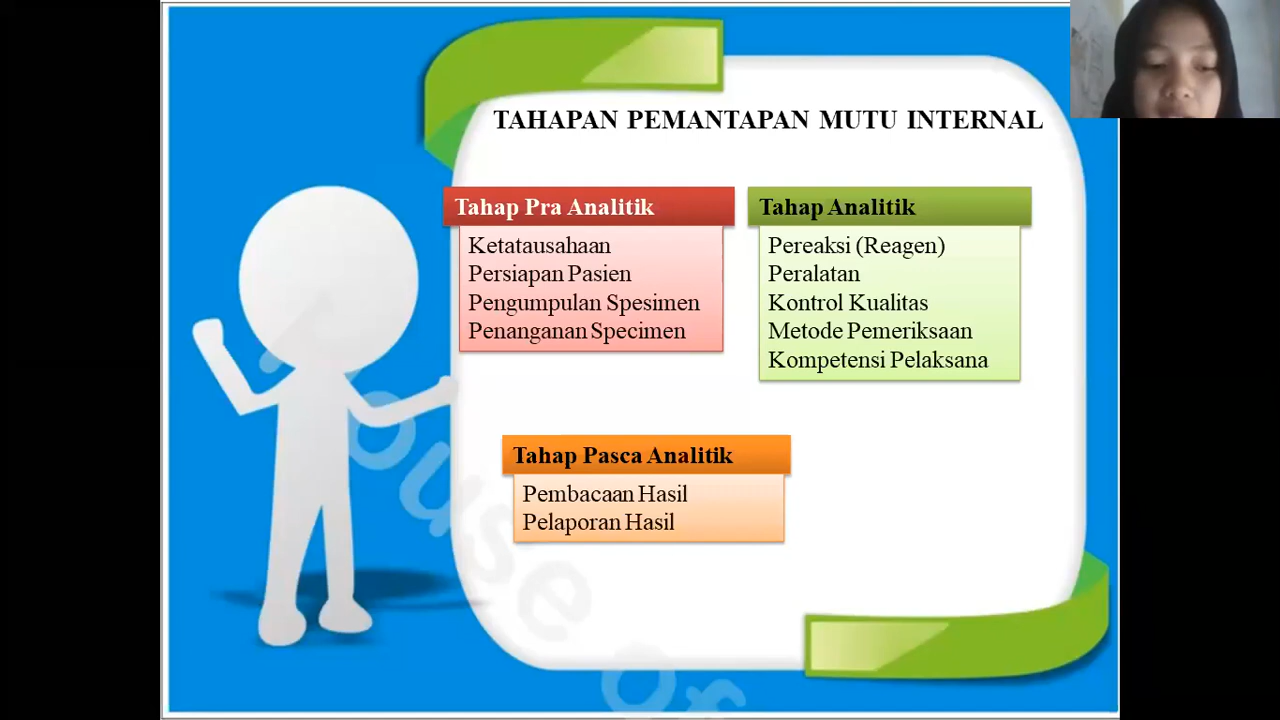 TAHAPAN PEMANTAPAN MUTU INTERNAL
Tahap Pra Analitik
Ketatausahaan
Persiapan Pasien
Pengumpulan Spesimen
Penanganan Specimen
Tahap Analitik
Pereaksi (Reagen)
Peralatan
Kontrol Kualitas
Metode Pemeriksaan
Kompetensi Pelaksana
Tahap Pasca Analitik
Pembacaan Hasil
Pelaporan Hasil